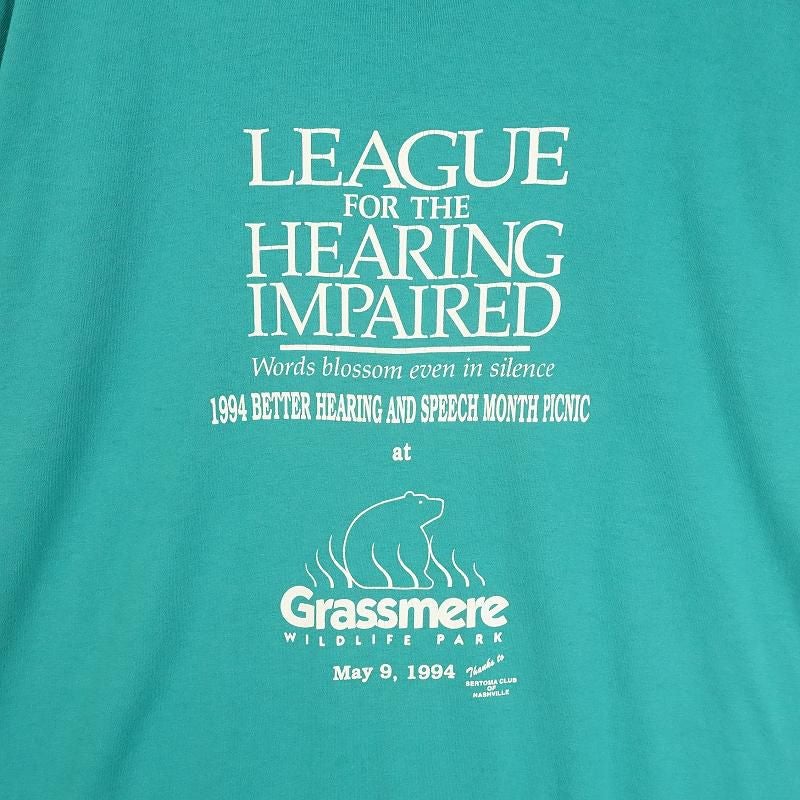 LEAGUE
FOR THE
HEARING
IMPAIRED
Words blossom even in silence
1994 BETTER HEARING AND SPEECH MONTH PICNIC
at
Grassmere
WILDLIFE PARK
May 9, 1994
Thanks to
SERTOMA CLUB
OF
NASHVILLE